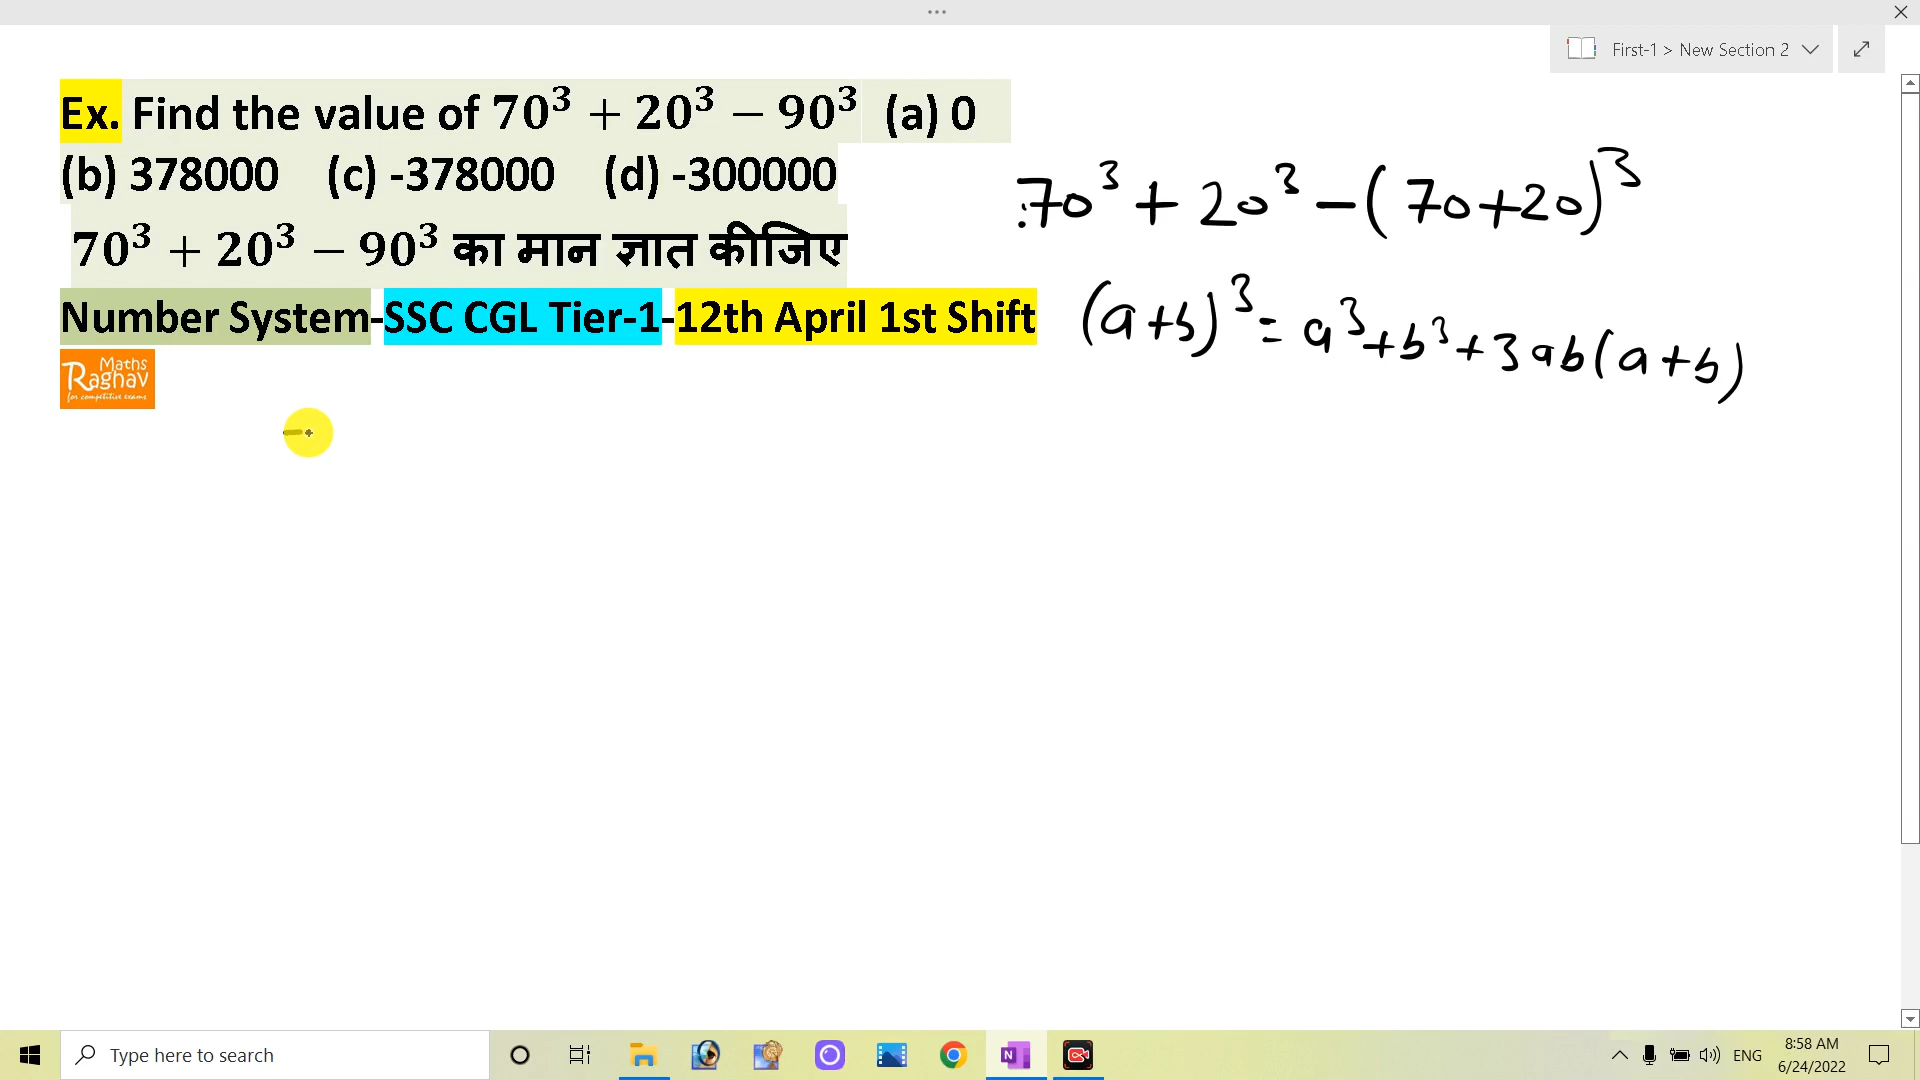 First-1 > New Section 2
Ex. Find the value of 70³ + 20³ − 90³ (a) 0
(b) 378000 (c) -378000 (d) -300000
70³ + 20³ − 90³ का मान ज्ञात कीजिए
Number System-SSC CGL Tier-1-12th April 1st Shift
Maths
Raghav
for competitive exams
70³ + 20³ − (70+20)³
(a+b)³ = a³+b³+3ab(a+b)
Type here to search
ENG
8:58 AM
6/24/2022